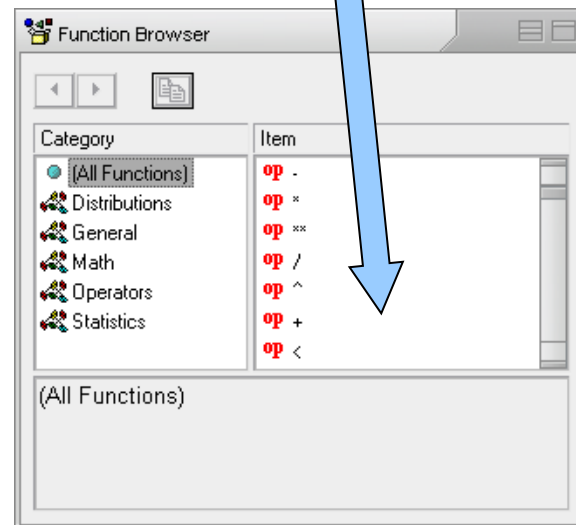 Function Browser
Category Item
(All Functions) op -
Distributions op *
General op **
Math op /
Operators op ^
Statistics op +
op <
(All Functions)